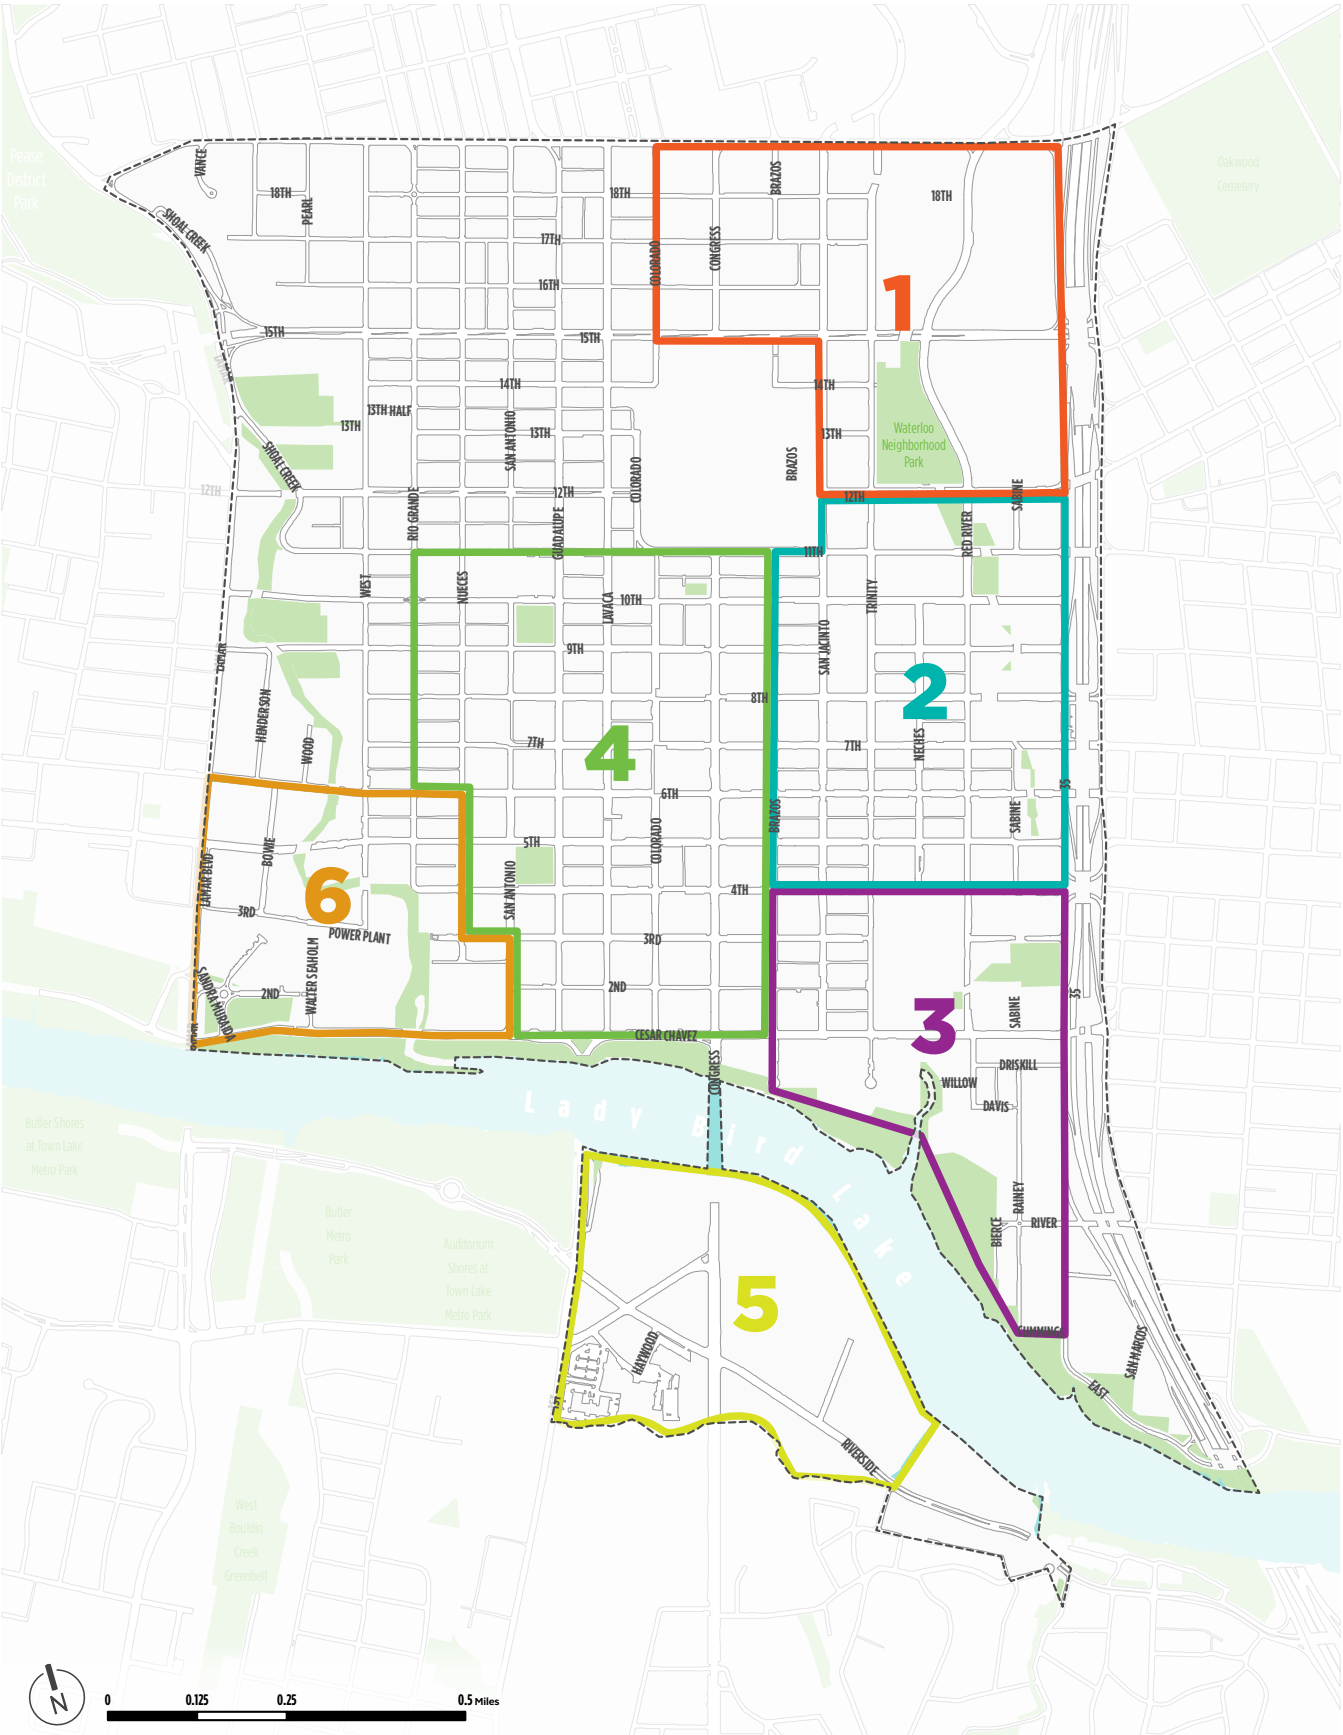 Pease
District
Park
Oakwood
Cemetery
VANCE
18TH
PEARL
SHOAL CREEK
18TH
BRAZOS
18TH
17TH
COLORADO
CONGRESS
16TH
1
15TH
15TH
LAMAR
14TH
14TH
13TH HALF
13TH
SAN ANTONIO
13TH
13TH
Waterloo
Neighborhood
Park
SHOAL CREEK
COLORADO
BRAZOS
12TH
12TH
12TH
SABINE
RIO GRANDE
GUADALUPE
RED RIVER
11TH
WEST
NUECES
LAVACA
10TH
TRINITY
SAN JACINTO
9TH
LAMAR
8TH
2
HENDERSON
WOOD
7TH
4
7TH
NECHES
6TH
35
BRAZOS
SABINE
COLORADO
5TH
BOWIE
LAMAR BLVD
SAN ANTONIO
4TH
6
3RD
POWER PLANT
3RD
WALTER SEAHOLM
SANDRA MURAIDA
2ND
2ND
35
SABINE
3
LAMAR
CESAR CHÁVEZ
CONGRESS
DRISKILL
WILLOW
DAVIS
Lady Bird Lake
Butler Shores
at Town Lake
Metro Park
RAINEY
BIERCE
RIVER
Butler
Metro
Park
Auditorium
Shores at
Town Lake
Metro Park
5
CUMMINGS
HAYWOOD
SAN MARCOS
EAST
1ST
RIVERSIDE
West
Bouldin
Creek
Greenbelt
N
0 0.125 0.25 0.5 Miles